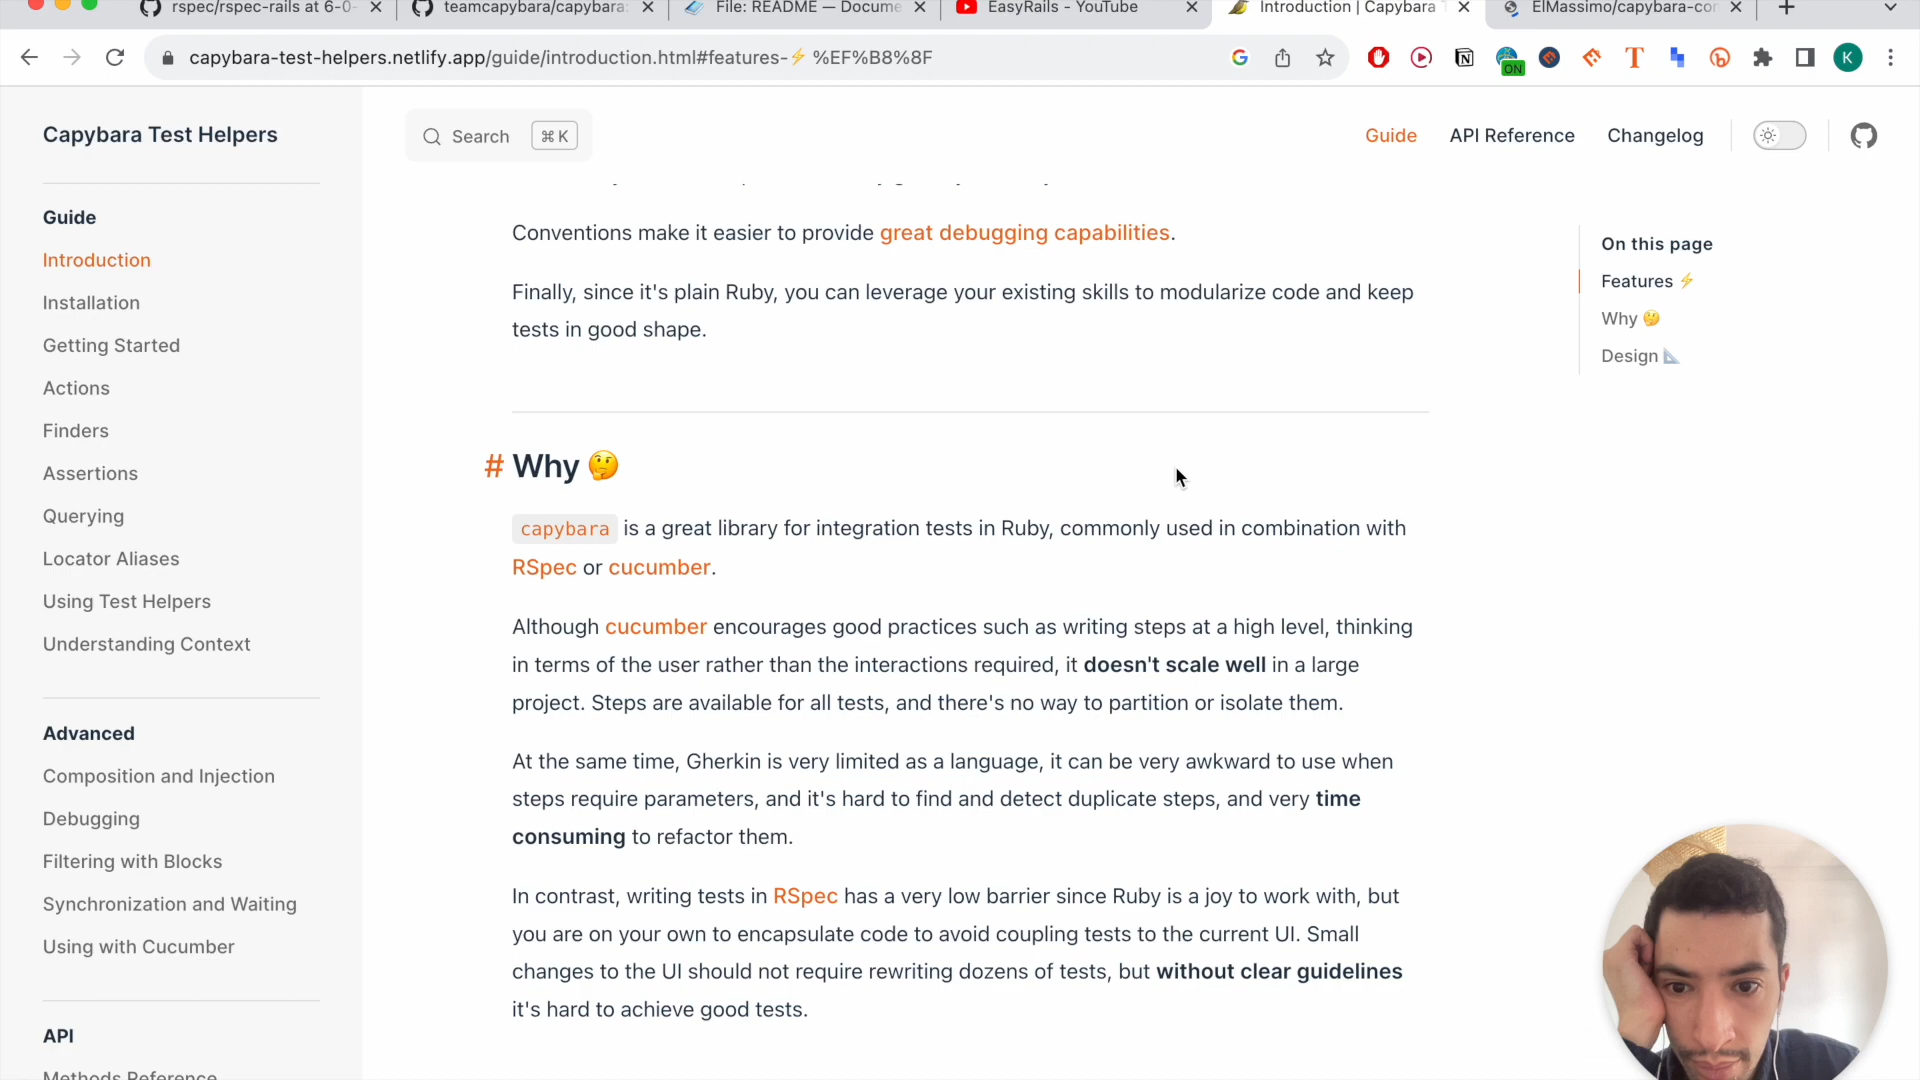 rspec/rspec-rails at 6-0-
teamcapybara/capybara:
File: README — Docume
EasyRails - YouTube
Introduction | Capybara T
ElMassimo/capybara-com
capybara-test-helpers.netlify.app/guide/introduction.html#features-⚡%EF%B8%8F
ON
K
Capybara Test Helpers
Search ⌘ K
Guide
API Reference
Changelog
Guide
Introduction
Installation
Getting Started
Actions
Finders
Assertions
Querying
Locator Aliases
Using Test Helpers
Understanding Context
Advanced
Composition and Injection
Debugging
Filtering with Blocks
Synchronization and Waiting
Using with Cucumber
API
Methods Reference
Conventions make it easier to provide great debugging capabilities.
Finally, since it's plain Ruby, you can leverage your existing skills to modularize code and keep
tests in good shape.
# Why 🤔
capybara is a great library for integration tests in Ruby, commonly used in combination with
RSpec or cucumber.
Although cucumber encourages good practices such as writing steps at a high level, thinking
in terms of the user rather than the interactions required, it doesn't scale well in a large
project. Steps are available for all tests, and there's no way to partition or isolate them.
At the same time, Gherkin is very limited as a language, it can be very awkward to use when
steps require parameters, and it's hard to find and detect duplicate steps, and very time
consuming to refactor them.
In contrast, writing tests in RSpec has a very low barrier since Ruby is a joy to work with, but
you are on your own to encapsulate code to avoid coupling tests to the current UI. Small
changes to the UI should not require rewriting dozens of tests, but without clear guidelines
it's hard to achieve good tests.
On this page
Features ⚡
Why 🤔
Design 📐